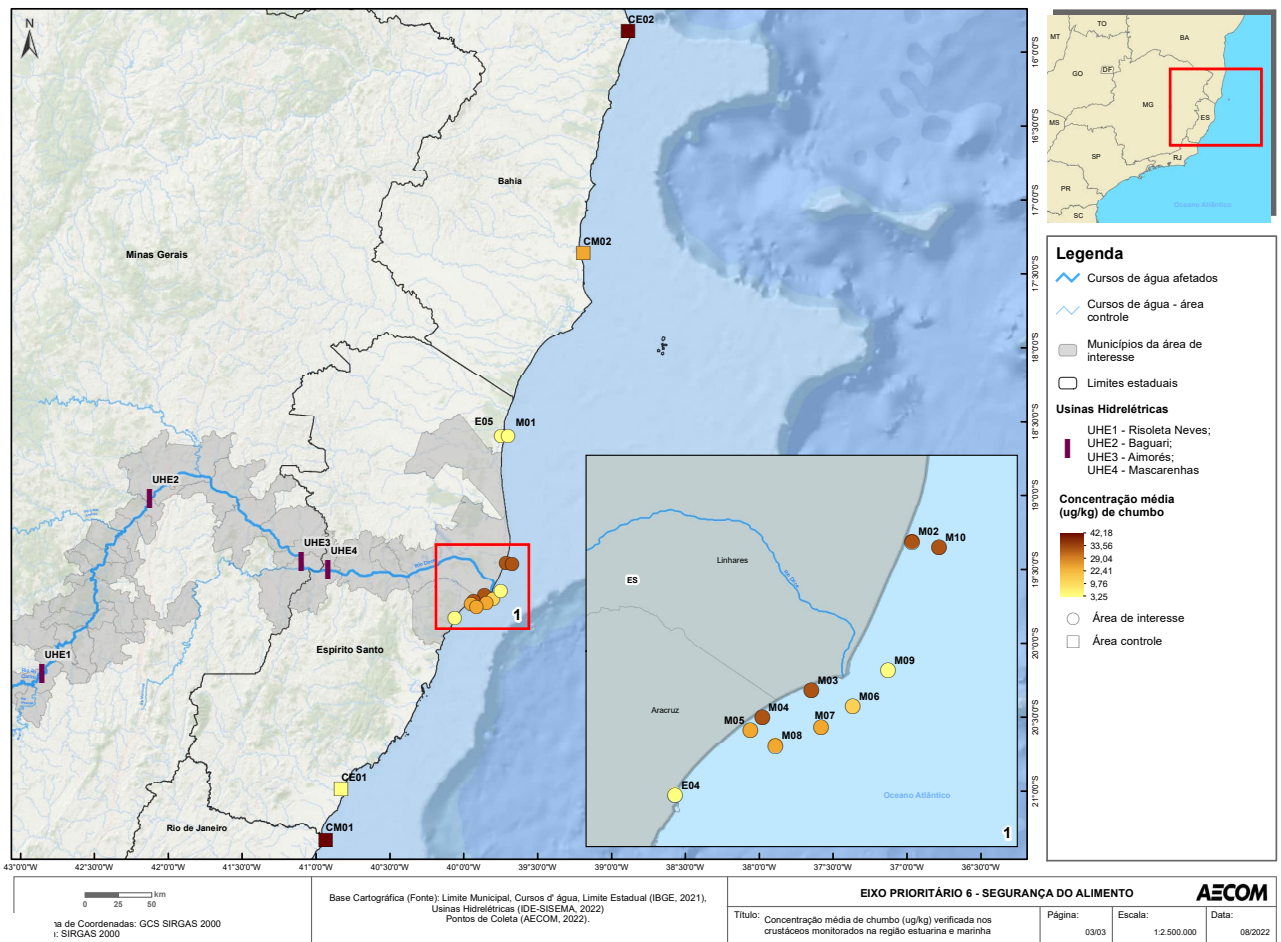 N
CE02
Bahia
CM02
Minas Gerais
E05
M01
UHE2
UHE3
UHE4
Rio Doce
1
UHE1
Espírito Santo
CE01
CM01
Rio de Janeiro
16°0'0"S
16°30'0"S
17°0'0"S
17°30'0"S
18°0'0"S
18°30'0"S
19°0'0"S
19°30'0"S
20°0'0"S
20°30'0"S
21°0'0"S
43°0'0"W
42°30'0"W
42°0'0"W
41°30'0"W
41°0'0"W
40°30'0"W
40°0'0"W
39°30'0"W
39°0'0"W
38°30'0"W
38°0'0"W
37°30'0"W
37°0'0"W
36°30'0"W
M02
M10
Linhares
ES
Rio Doce
M09
M03
M06
Aracruz
M04
M05
M07
M08
E04
Oceano Atlântico
1
TO
MT
BA
GO
DF
MG
MS
ES
SP
RJ
PR
SC
Oceano Atlântico
Legenda
Cursos de água afetados
Cursos de água - área
controle
Municípios da área de
interesse
Limites estaduais
Usinas Hidrelétricas
UHE1 - Risoleta Neves;
UHE2 - Baguari;
UHE3 - Aimorés;
UHE4 - Mascarenhas
Concentração média
(ug/kg) de chumbo
42,18
33,56
29,04
22,41
9,76
3,25
Área de interesse
Área controle
km
0 25 50
de Coordenadas: GCS SIRGAS 2000
: SIRGAS 2000
Base Cartográfica (Fonte): Limite Municipal, Cursos d' água, Limite Estadual (IBGE, 2021),
Usinas Hidrelétricas (IDE-SISEMA, 2022)
Pontos de Coleta (AECOM, 2022).
EIXO PRIORITÁRIO 6 - SEGURANÇA DO ALIMENTO
AECOM
Título: Concentração média de chumbo (ug/kg) verificada nos
crustáceos monitorados na região estuarina e marinha
Página:
03/03
Escala:
1:2.500.000
Data:
08/2022